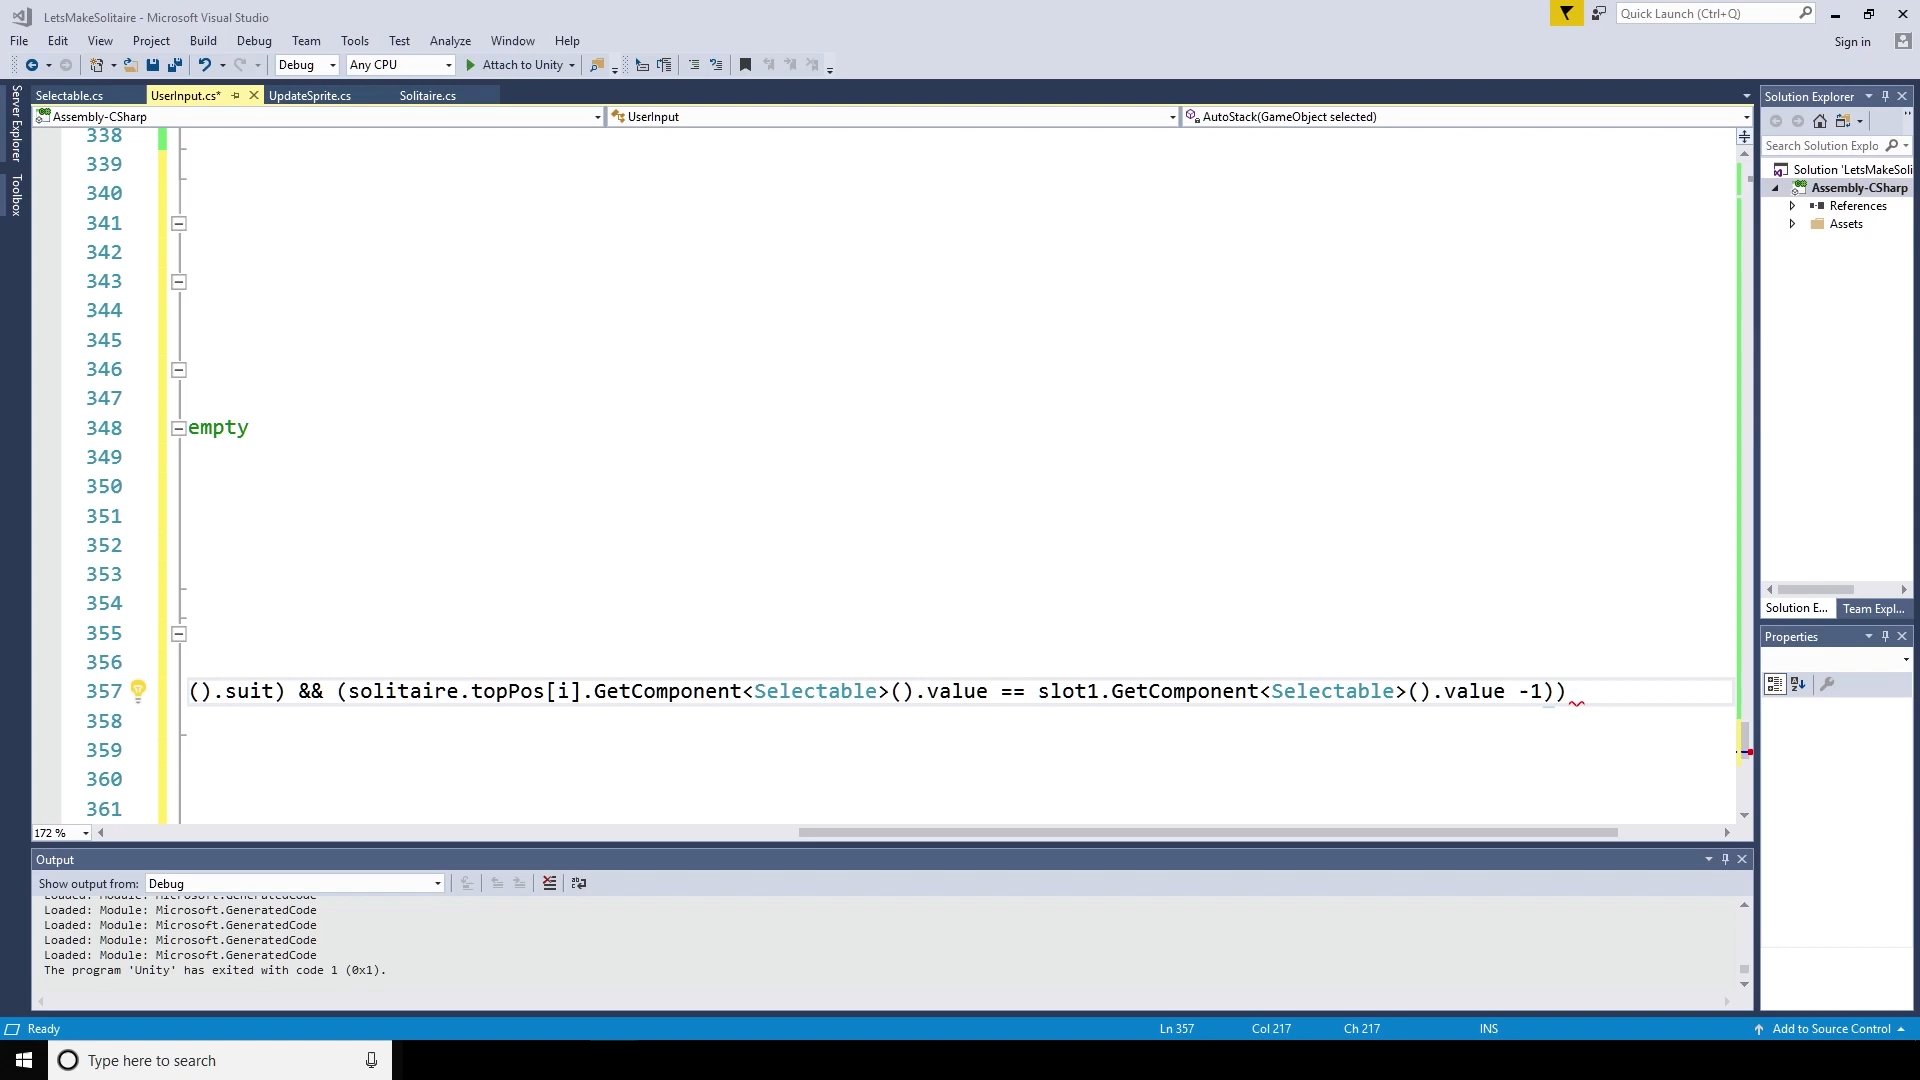 LetsMakeSolitaire - Microsoft Visual Studio
Quick Launch (Ctrl+Q)
File Edit View Project Build Debug Team Tools Test Analyze Window Help
Sign in
Debug Any CPU Attach to Unity
Server Explorer
Toolbox
Selectable.cs UserInput.cs* UpdateSprite.cs Solitaire.cs
Assembly-CSharp UserInput AutoStack(GameObject selected)
338
339
340
341
342
343
344
345
346
347
348 empty
349
350
351
352
353
354
355
356
357 ().suit) && (solitaire.topPos[i].GetComponent<Selectable>().value == slot1.GetComponent<Selectable>().value -1))
358
359
360
361
172 %
Solution Explorer
Search Solution Explo
Solution 'LetsMakeSoli
Assembly-CSharp
References
Assets
Solution E... Team Expl...
Properties
Output
Show output from: Debug
Loaded: Module: Microsoft.GeneratedCode
Loaded: Module: Microsoft.GeneratedCode
Loaded: Module: Microsoft.GeneratedCode
Loaded: Module: Microsoft.GeneratedCode
Loaded: Module: Microsoft.GeneratedCode
The program 'Unity' has exited with code 1 (0x1).
Ready Ln 357 Col 217 Ch 217 INS Add to Source Control
Type here to search